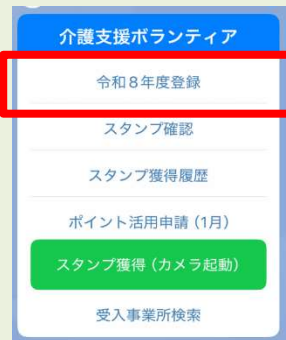 介護支援ボランティア
令和8年度登録
スタンプ確認
スタンプ獲得履歴
ポイント活用申請 (1月)
スタンプ獲得 (カメラ起動)
受入事業所検索